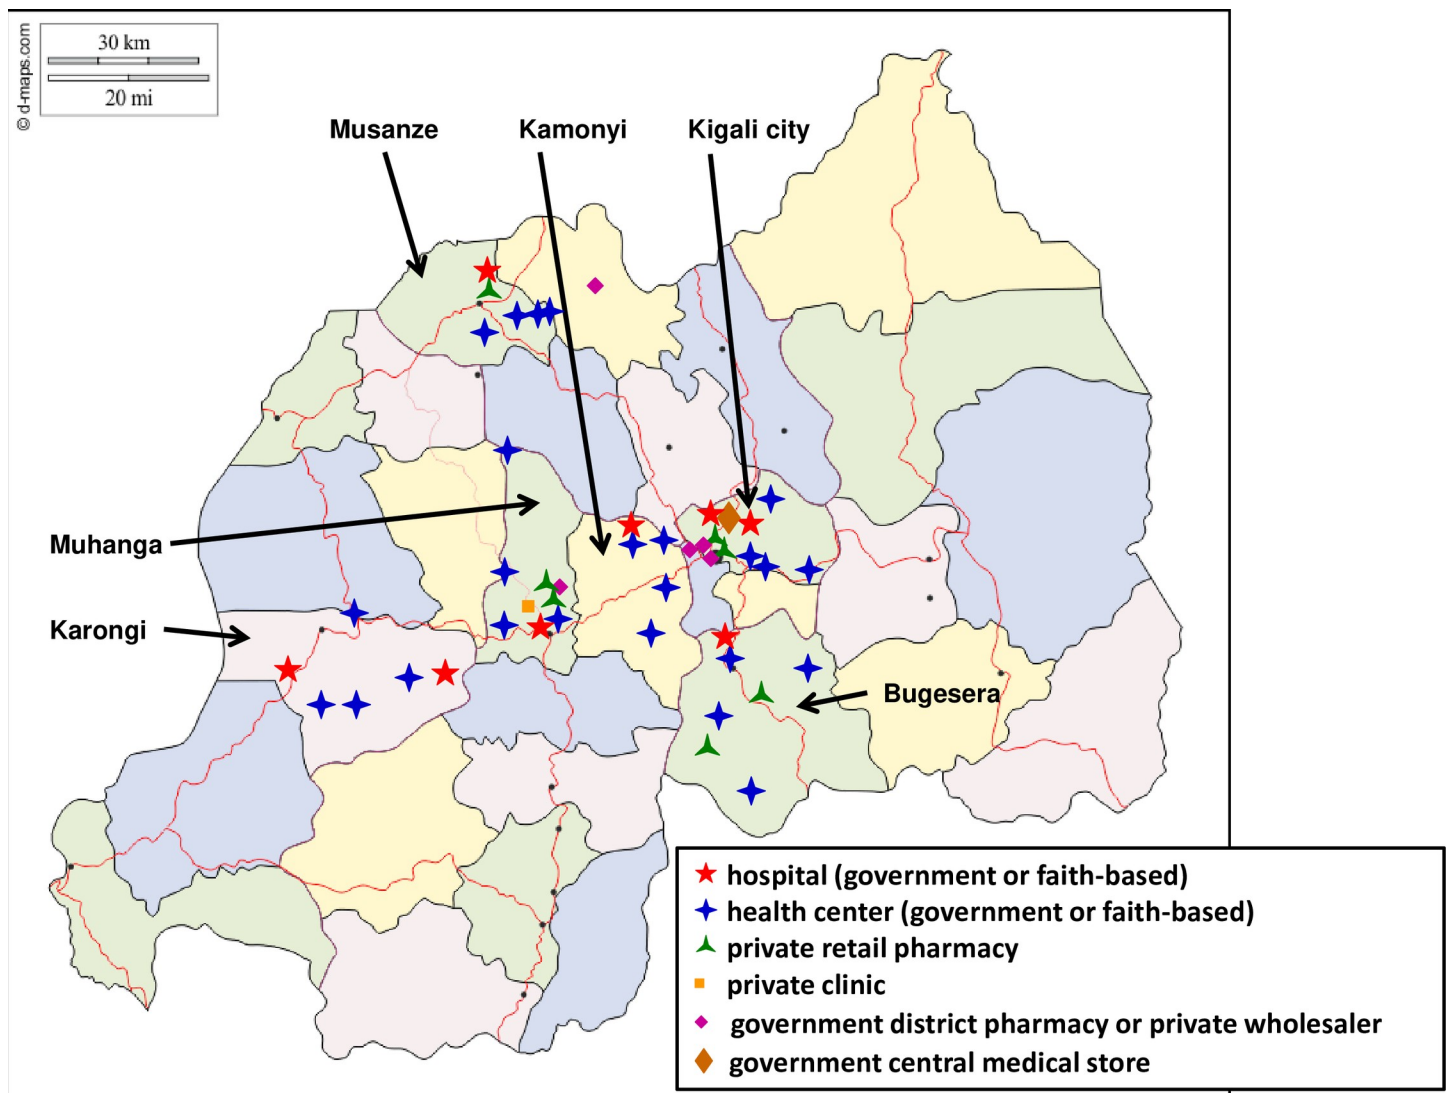 © d-maps.com
30 km
20 mi
Musanze
Kamonyi
Kigali city
Muhanga
Karongi
Bugesera
hospital (government or faith-based)
health center (government or faith-based)
private retail pharmacy
private clinic
government district pharmacy or private wholesaler
government central medical store